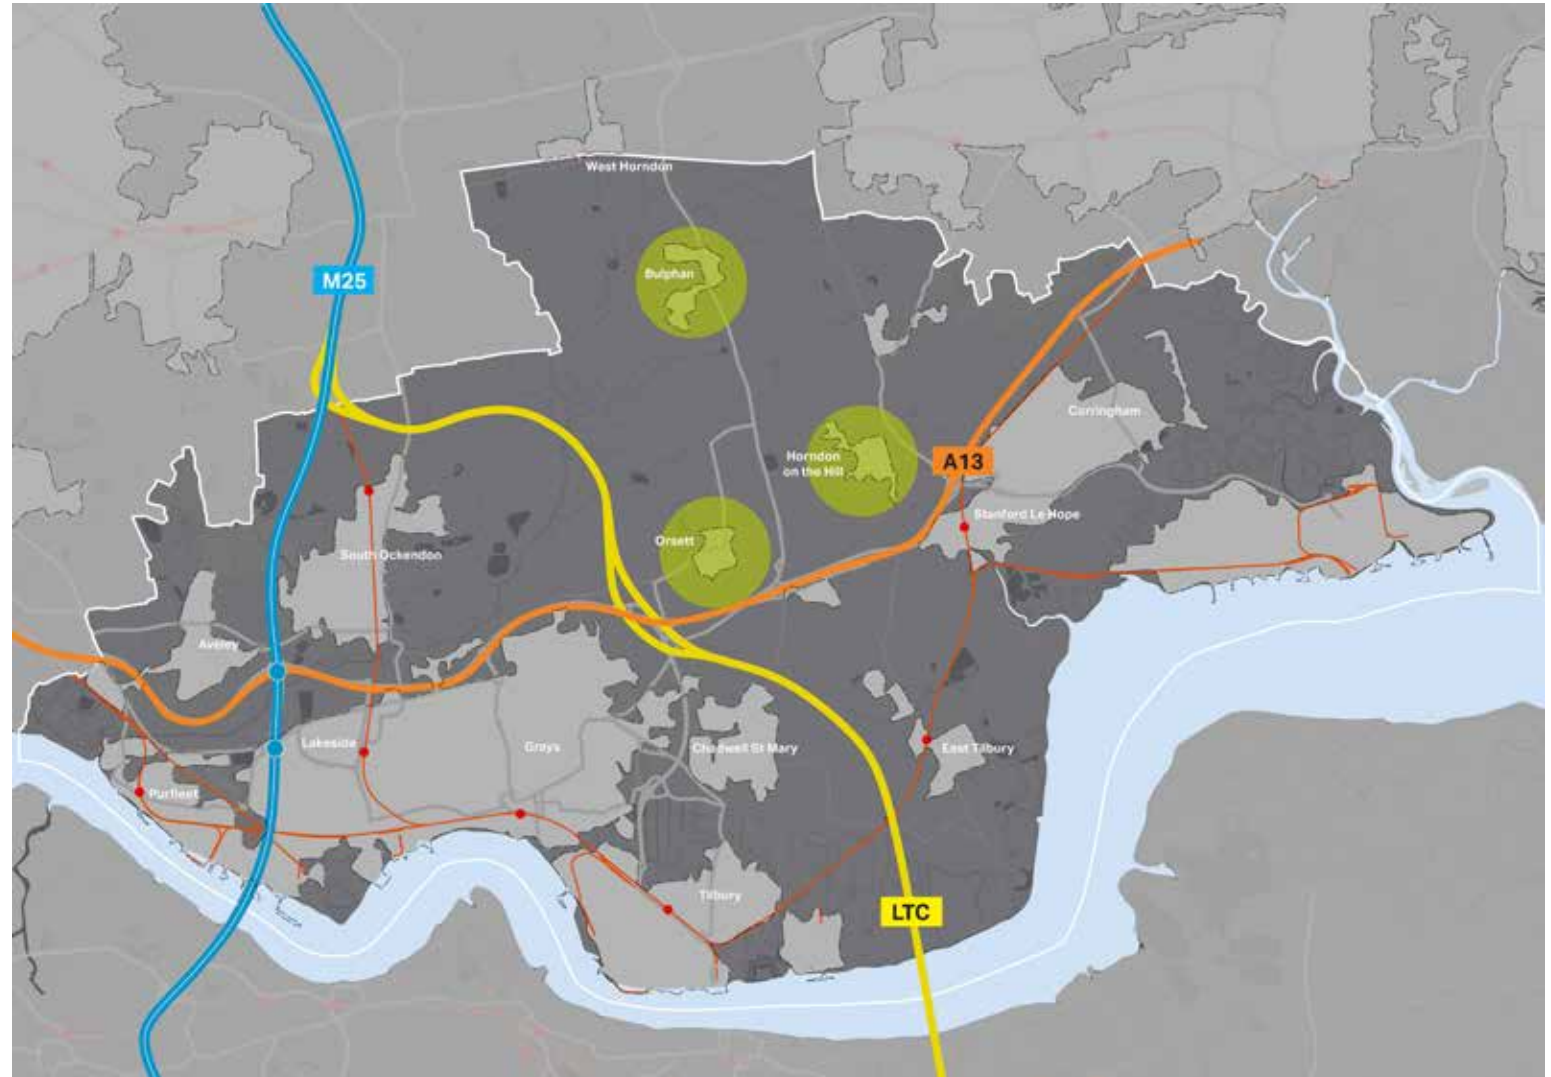 West Horndon
Bulphan
M25
Corringham
Horndon
on the Hill
A13
Stanford Le Hope
Orsett
South Ockendon
Aveley
Lakeside
Grays
Chadwell St Mary
East Tilbury
Purfleet
Tilbury
LTC